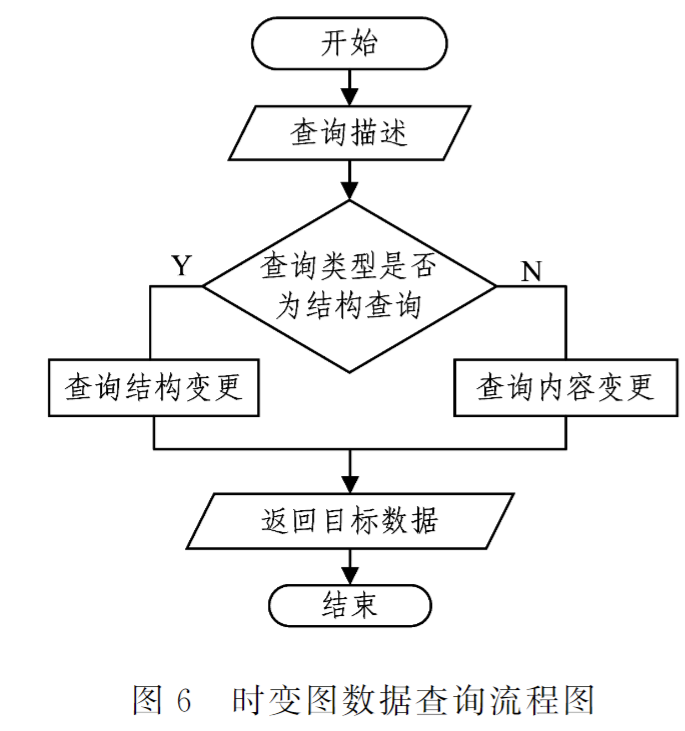 开始
查询描述
查询类型是否
为结构查询
Y
N
查询结构变更
查询内容变更
返回目标数据
结束
图 6 时变图数据查询流程图